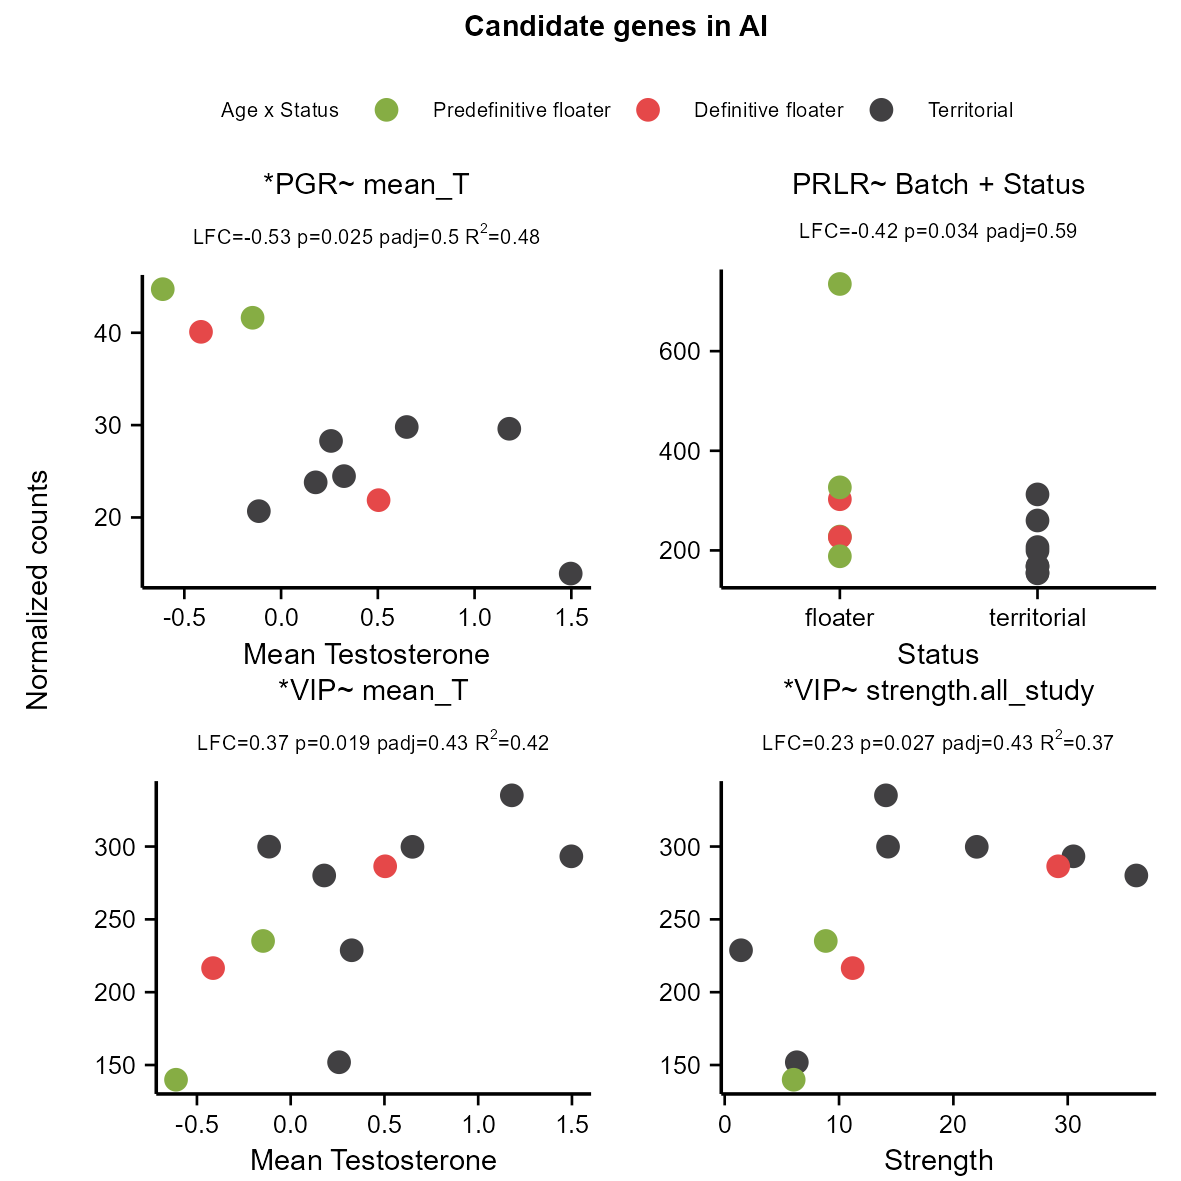 Candidate genes in AI
Age x Status Predefinitive floater Definitive floater Territorial
*PGR~ mean_T
LFC=-0.53 p=0.025 padj=0.5 R²=0.48
40
30
20
-0.5 0.0 0.5 1.0 1.5
Mean Testosterone
PRLR~ Batch + Status
LFC=-0.42 p=0.034 padj=0.59
600
400
200
floater territorial
Status
Normalized counts
*VIP~ mean_T
LFC=0.37 p=0.019 padj=0.43 R²=0.42
300
250
200
150
-0.5 0.0 0.5 1.0 1.5
Mean Testosterone
*VIP~ strength.all_study
LFC=0.23 p=0.027 padj=0.43 R²=0.37
300
250
200
150
0 10 20 30
Strength